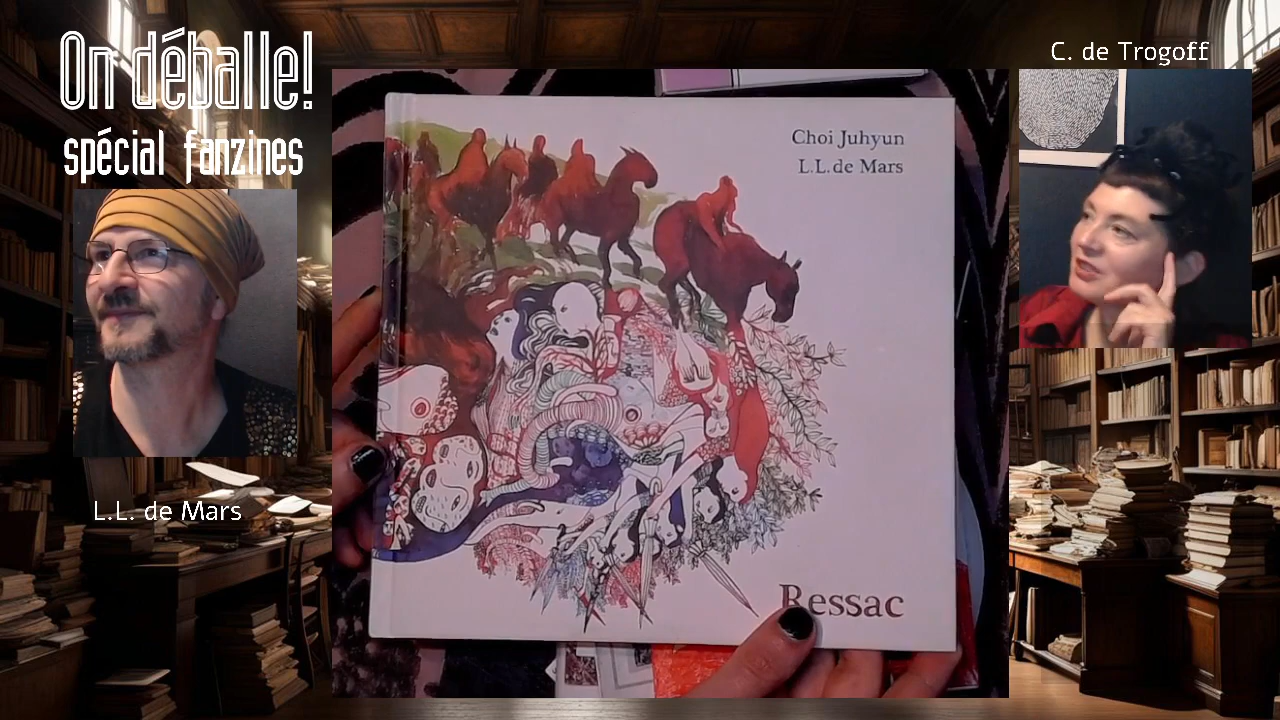 On déballe!
spécial fanzines
C. de Trogoff
Choi Juhyun
L.L. de Mars
Ressac
L.L. de Mars